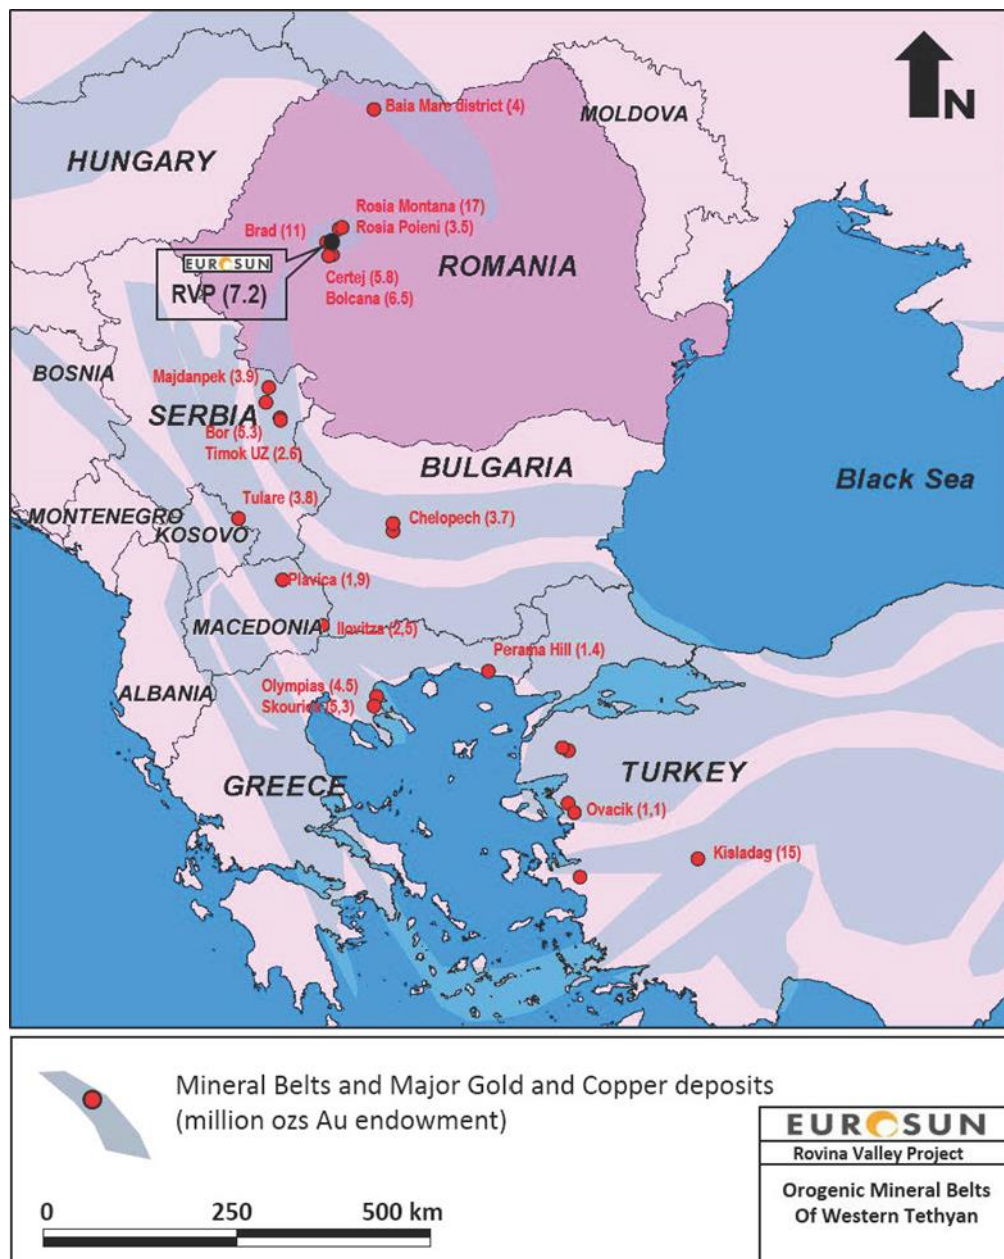 N
Baia Mare district (4)
MOLDOVA
HUNGARY
Rosia Montana (17)
Rosia Poleni (3.5)
Brad (11)
EUROSUN
RVP (7.2)
ROMANIA
Certej (5.8)
Bolcana (6.5)
BOSNIA
Majdanpek (3.9)
SERBIA
Bor (5.3)
Timok UZ (2.6)
BULGARIA
Black Sea
Tulare (3.8)
MONTENEGRO
KOSOVO
Chelopech (3.7)
Plavica (1,9)
MACEDONIA
Ilovitza (2,5)
Perama Hill (1.4)
ALBANIA
Olympias (4.5)
Skouries (5,3)
GREECE
TURKEY
Ovacik (1,1)
Kisladag (15)
Mineral Belts and Major Gold and Copper deposits
(million ozs Au endowment)
0 250 500 km
EUROSUN
Rovina Valley Project
Orogenic Mineral Belts
Of Western Tethyan